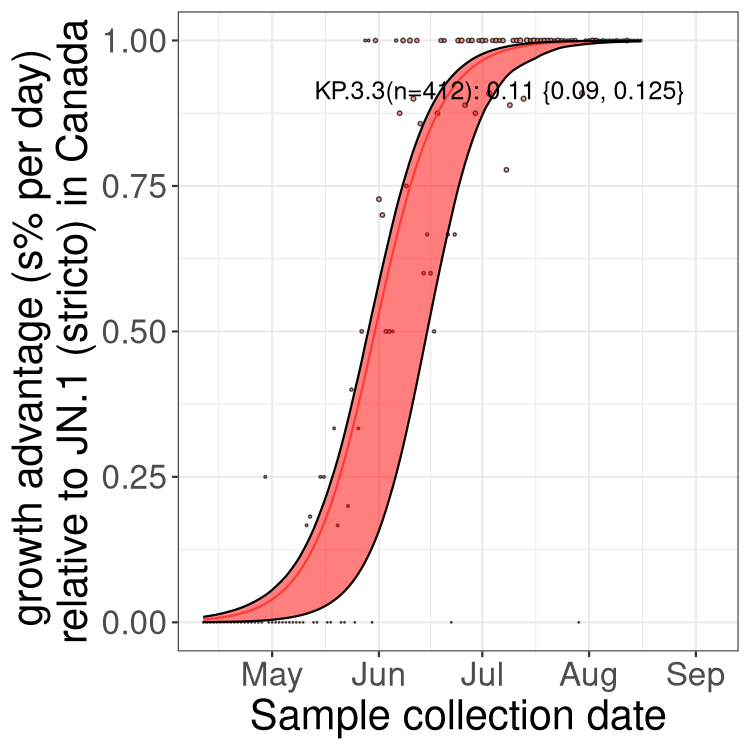 growth advantage (s% per day)
relative to JN.1 (stricto) in Canada
1.00
0.75
0.50
0.25
0.00
KP.3.3(n=412): 0.11 {0.09, 0.125}
May Jun Jul Aug Sep
Sample collection date